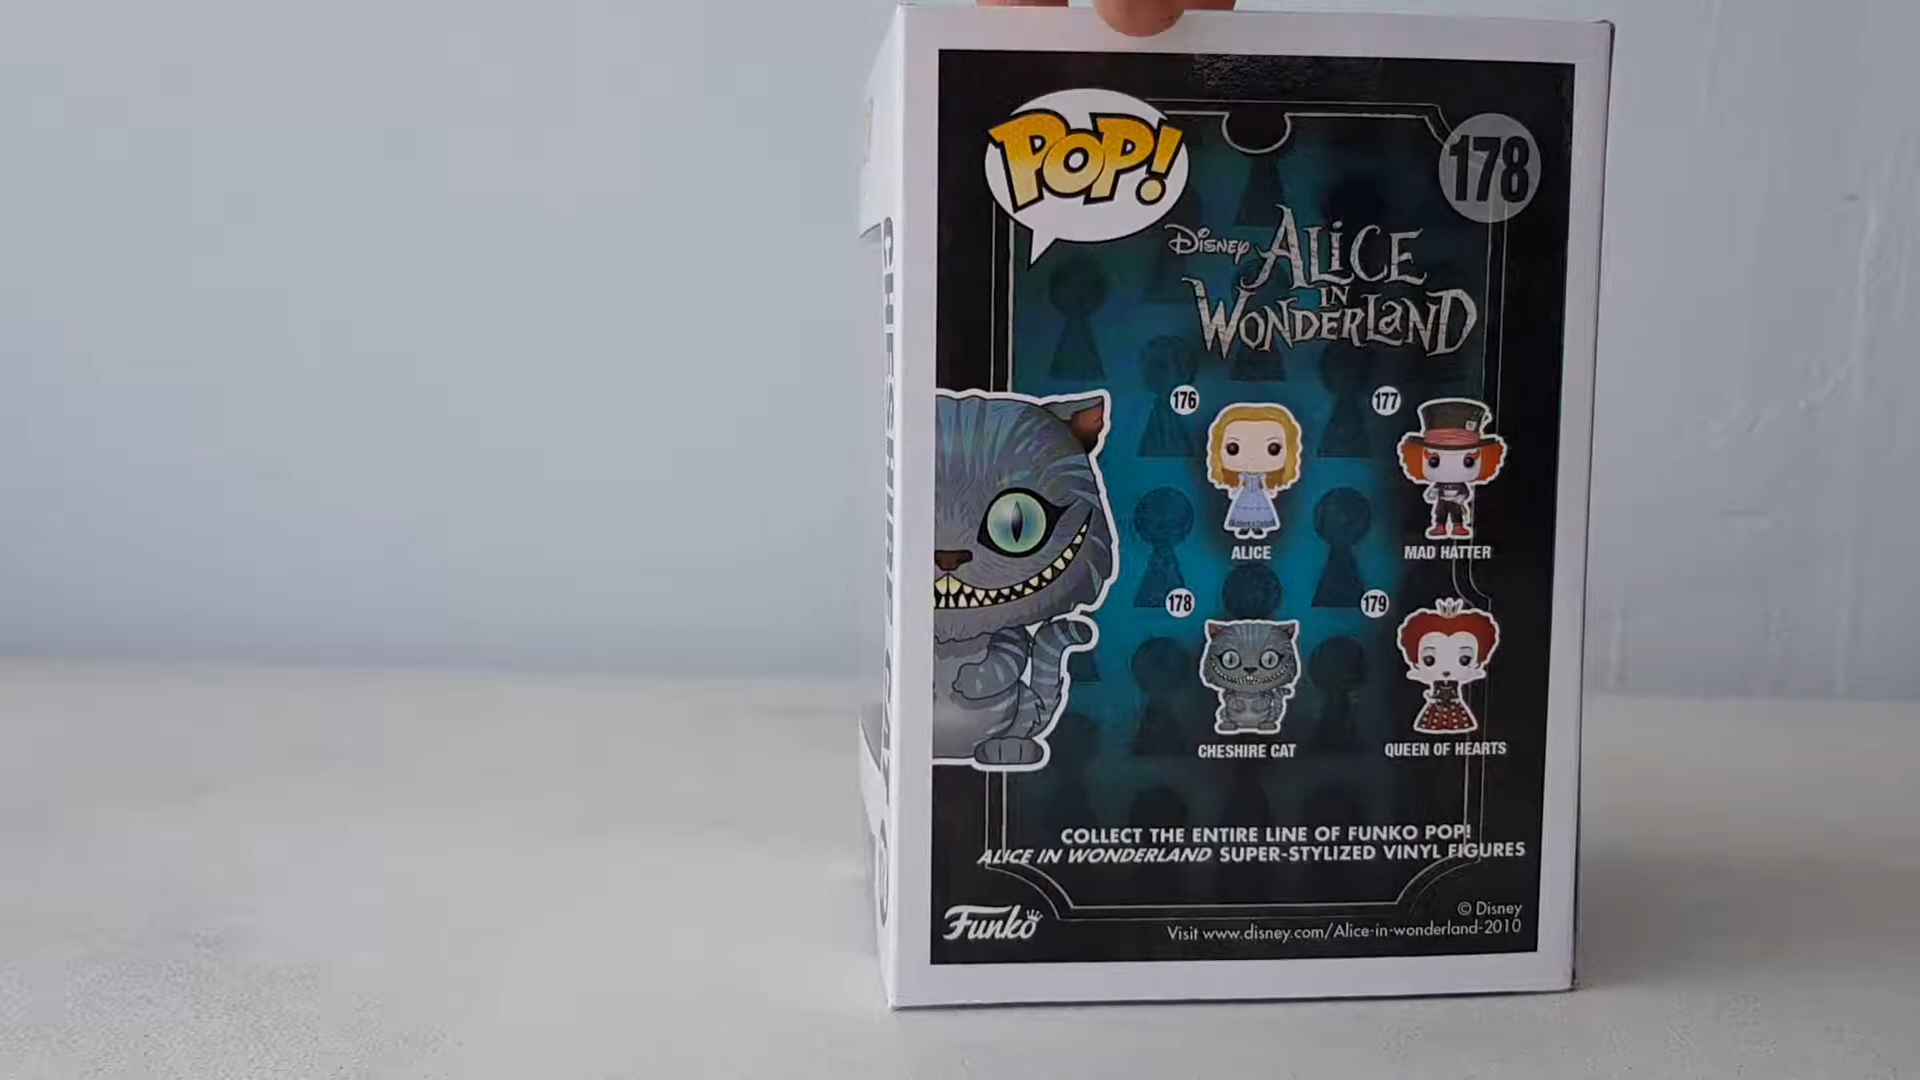 POP!
178
Disney ALiCE
IN
WONDERLaND
176
177
ALICE
MAD HATTER
178
179
CHESHIRE CAT
QUEEN OF HEARTS
COLLECT THE ENTIRE LINE OF FUNKO POP!
ALICE IN WONDERLAND SUPER-STYLIZED VINYL FIGURES
Funko
© Disney
Visit www.disney.com/Alice-in-wonderland-2010
CHESHIRE CAT